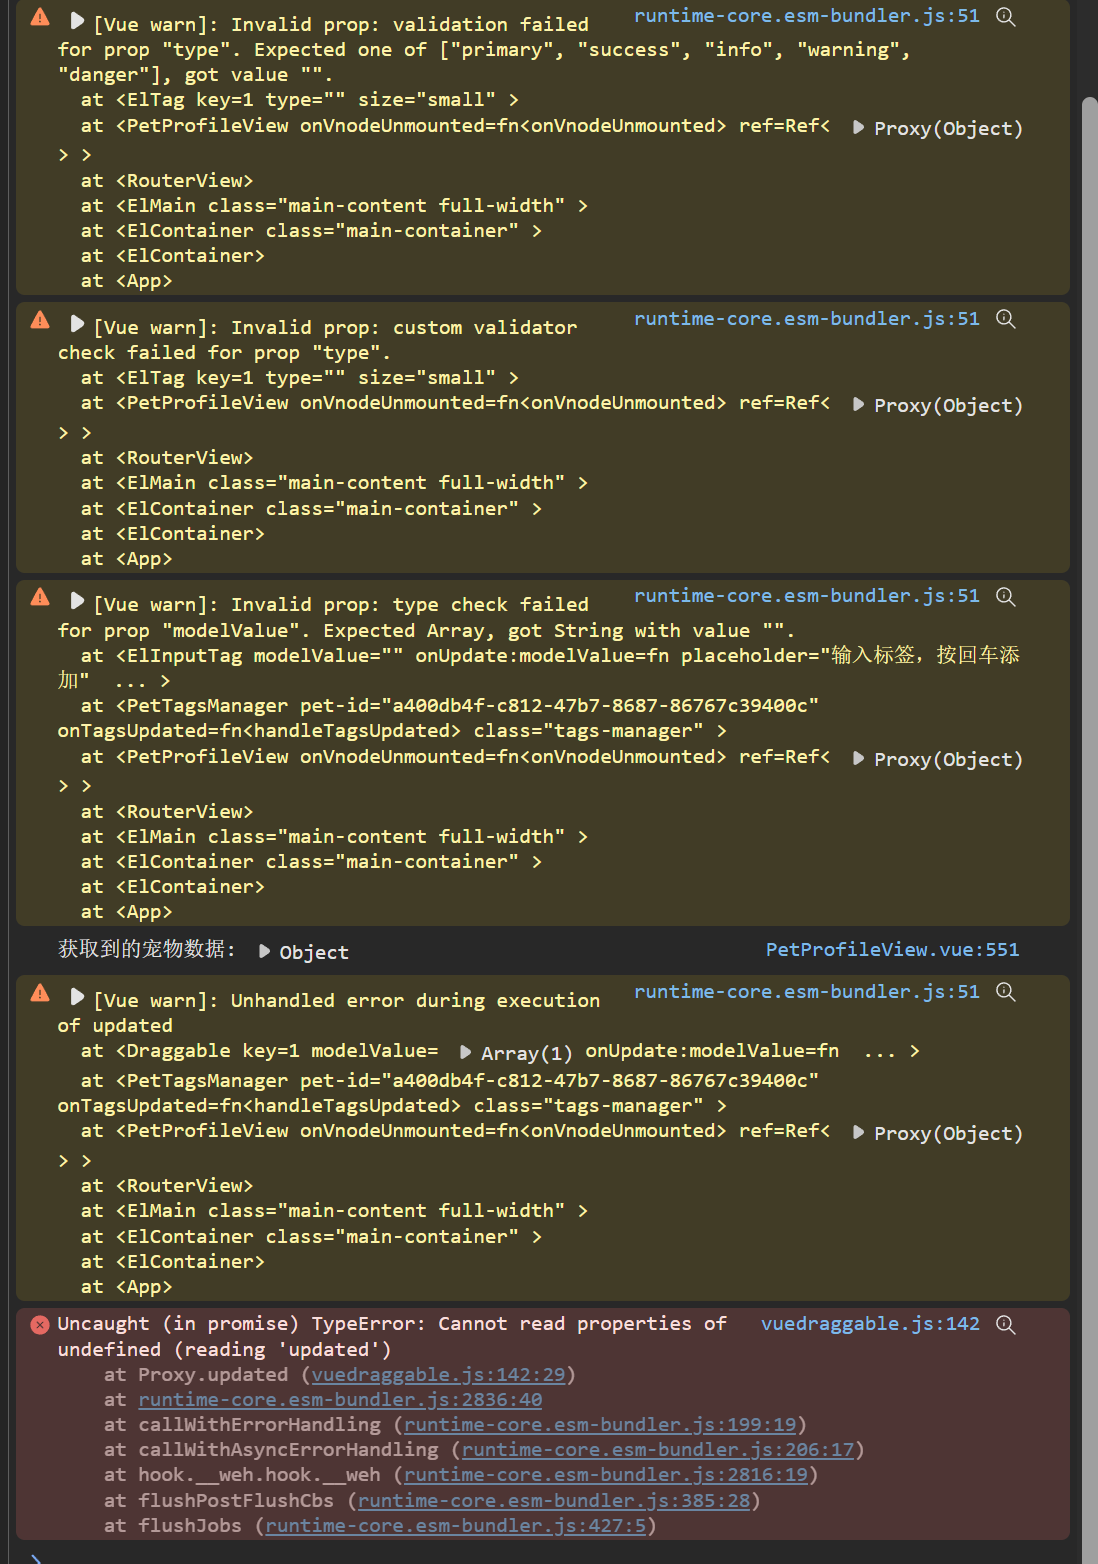 [Vue warn]: Invalid prop: validation failed runtime-core.esm-bundler.js:51
for prop "type". Expected one of ["primary", "success", "info", "warning",
"danger"], got value "".
at <ElTag key=1 type="" size="small" >
at <PetProfileView onVnodeUnmounted=fn<onVnodeUnmounted> ref=Ref< Proxy(Object)
> >
at <RouterView>
at <ElMain class="main-content full-width" >
at <ElContainer class="main-container" >
at <ElContainer>
at <App>
[Vue warn]: Invalid prop: custom validator runtime-core.esm-bundler.js:51
check failed for prop "type".
at <ElTag key=1 type="" size="small" >
at <PetProfileView onVnodeUnmounted=fn<onVnodeUnmounted> ref=Ref< Proxy(Object)
> >
at <RouterView>
at <ElMain class="main-content full-width" >
at <ElContainer class="main-container" >
at <ElContainer>
at <App>
[Vue warn]: Invalid prop: type check failed runtime-core.esm-bundler.js:51
for prop "modelValue". Expected Array, got String with value "".
at <ElInputTag modelValue="" onUpdate:modelValue=fn placeholder="输入标签，按回车添
加" ... >
at <PetTagsManager pet-id="a400db4f-c812-47b7-8687-86767c39400c"
onTagsUpdated=fn<handleTagsUpdated> class="tags-manager" >
at <PetProfileView onVnodeUnmounted=fn<onVnodeUnmounted> ref=Ref< Proxy(Object)
> >
at <RouterView>
at <ElMain class="main-content full-width" >
at <ElContainer class="main-container" >
at <ElContainer>
at <App>
获取到的宠物数据: Object PetProfileView.vue:551
[Vue warn]: Unhandled error during execution runtime-core.esm-bundler.js:51
of updated
at <Draggable key=1 modelValue= Array(1) onUpdate:modelValue=fn ... >
at <PetTagsManager pet-id="a400db4f-c812-47b7-8687-86767c39400c"
onTagsUpdated=fn<handleTagsUpdated> class="tags-manager" >
at <PetProfileView onVnodeUnmounted=fn<onVnodeUnmounted> ref=Ref< Proxy(Object)
> >
at <RouterView>
at <ElMain class="main-content full-width" >
at <ElContainer class="main-container" >
at <ElContainer>
at <App>
Uncaught (in promise) TypeError: Cannot read properties of vuedraggable.js:142
undefined (reading 'updated')
at Proxy.updated (vuedraggable.js:142:29)
at runtime-core.esm-bundler.js:2836:40
at callWithErrorHandling (runtime-core.esm-bundler.js:199:19)
at callWithAsyncErrorHandling (runtime-core.esm-bundler.js:206:17)
at hook.__weh.hook.__weh (runtime-core.esm-bundler.js:2816:19)
at flushPostFlushCbs (runtime-core.esm-bundler.js:385:28)
at flushJobs (runtime-core.esm-bundler.js:427:5)